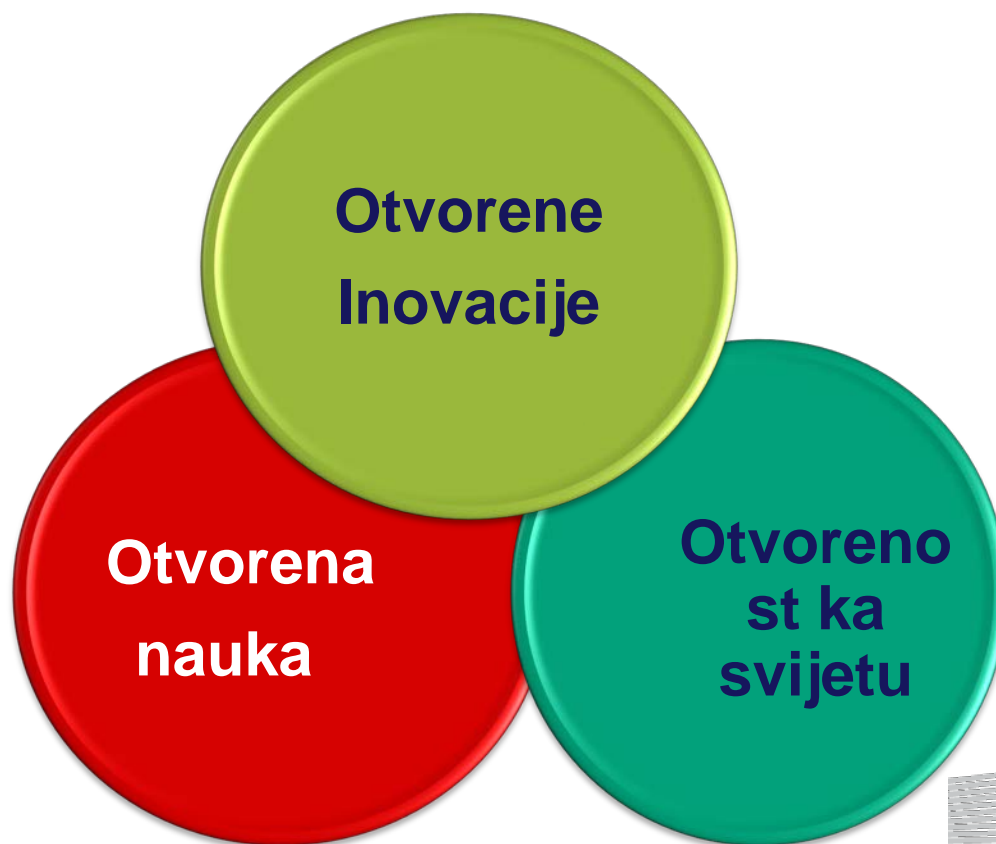 Otvorene
Inovacije
Otvorena
nauka
Otvoreno
st ka
svijetu